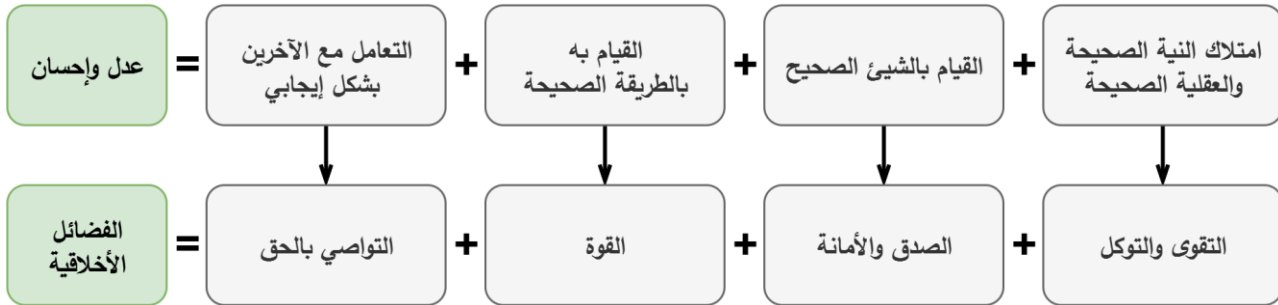 امتلاك النية الصحيحة
والعقلية الصحيحة
+
القيام بالشيئ الصحيح
+
القيام به
بالطريقة الصحيحة
+
التعامل مع الآخرين
بشكل إيجابي
=
عدل وإحسان
التقوى والتوكل
+
الصدق والأمانة
+
القوة
+
التواصي بالحق
=
الفضائل
الأخلاقية